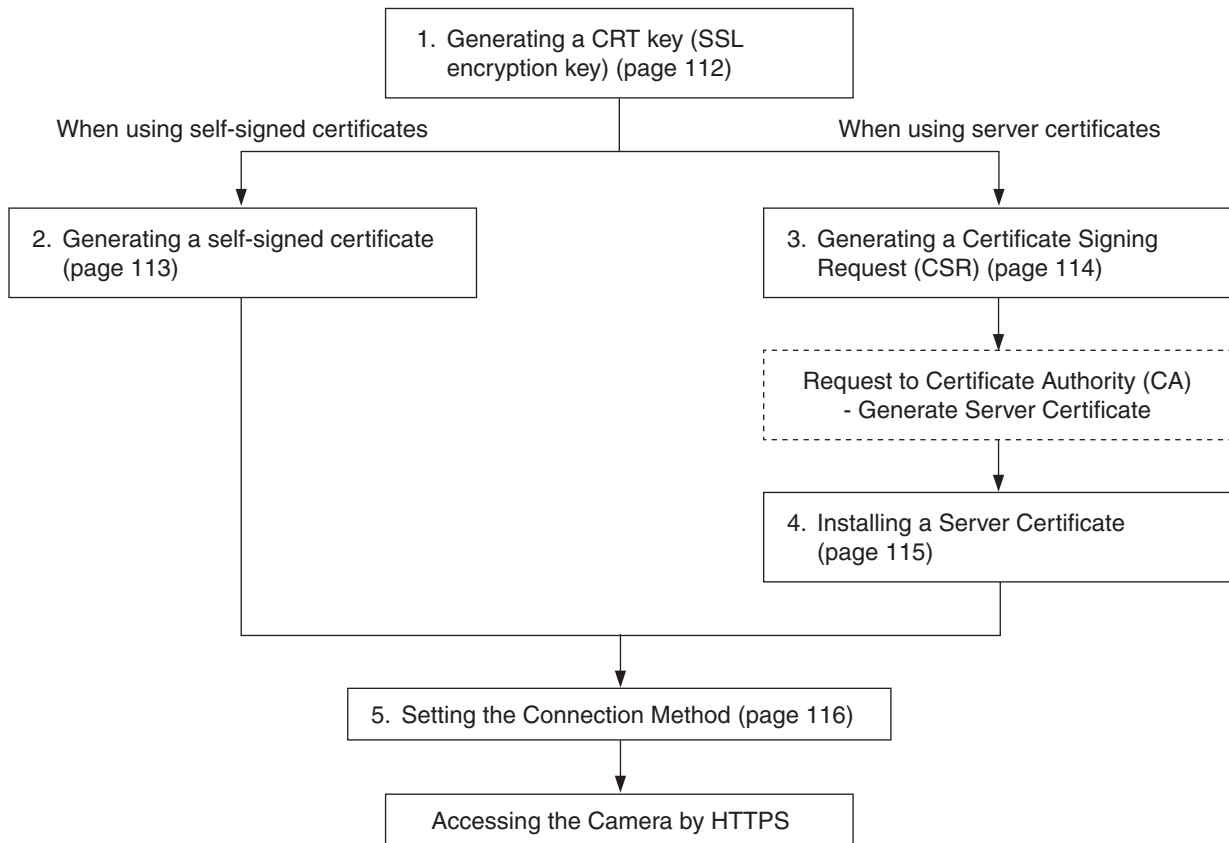 1. Generating a CRT key (SSL
encryption key) (page 112)
When using self-signed certificates
When using server certificates
2. Generating a self-signed certificate
(page 113)
3. Generating a Certificate Signing
Request (CSR) (page 114)
Request to Certificate Authority (CA)
- Generate Server Certificate
4. Installing a Server Certificate
(page 115)
5. Setting the Connection Method (page 116)
Accessing the Camera by HTTPS